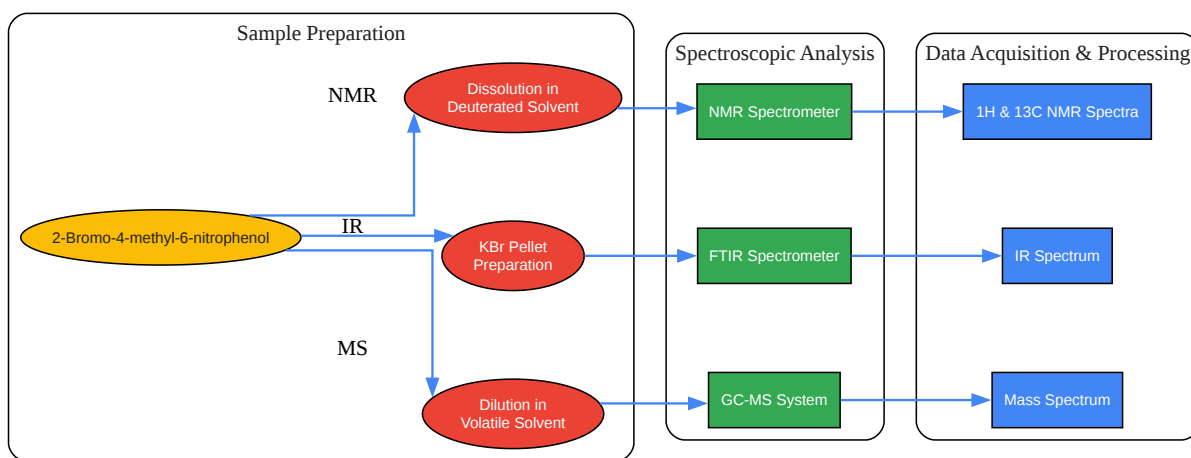 Sample Preparation
Spectroscopic Analysis
Data Acquisition & Processing
NMR
Dissolution in
Deuterated Solvent
NMR Spectrometer
1H & 13C NMR Spectra
2-Bromo-4-methyl-6-nitrophenol
IR
KBr Pellet
Preparation
FTIR Spectrometer
IR Spectrum
MS
Dilution in
Volatile Solvent
GC-MS System
Mass Spectrum